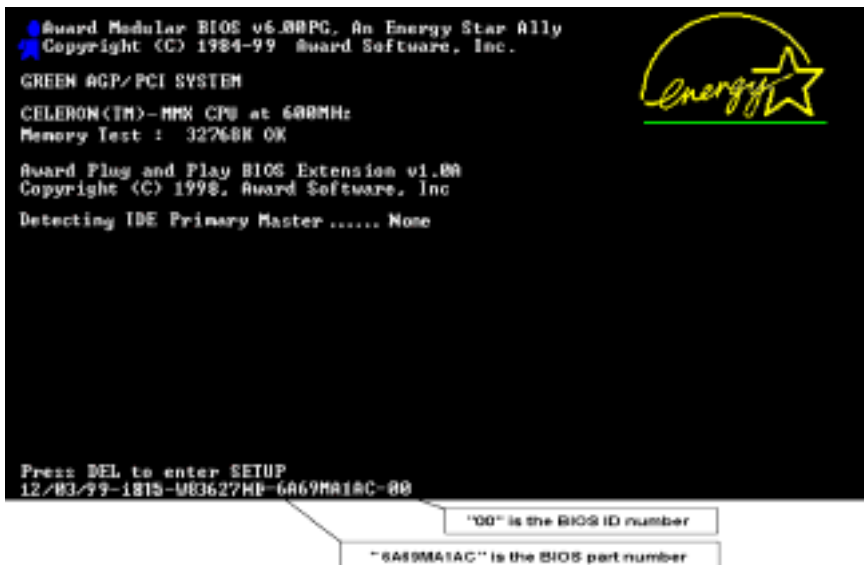 Award Modular BIOS v6.00PG, An Energy Star Ally
Copyright (C) 1984-99 Award Software, Inc.
energy
GREEN AGP/PCI SYSTEM
CELERON(TM)-MMX CPU at 600MHz
Memory Test : 32768K OK
Award Plug and Play BIOS Extension v1.0A
Copyright (C) 1998, Award Software, Inc
Detecting IDE Primary Master ...... None
Press DEL to enter SETUP
12/03/99-i815-W83627HD-6A69MA1AC-00
"00" is the BIOS ID number
"6A69MA1AC" is the BIOS part number